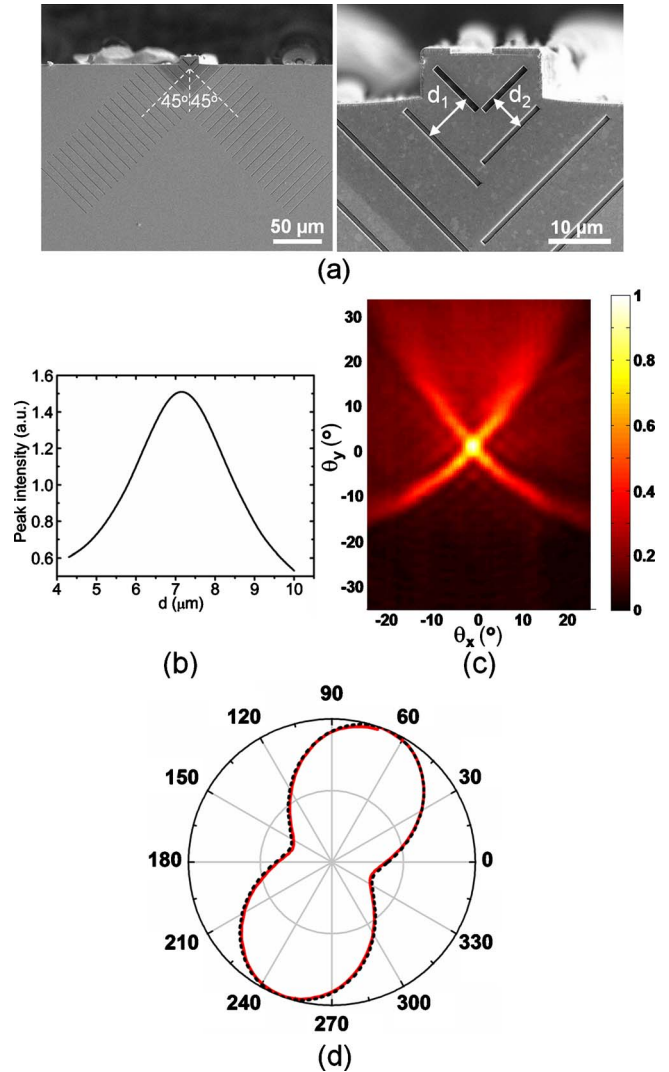 45° 45°
50 µm
d1
d2
10 µm
(a)
Peak intensity (a.u.)
1.6
1.4
1.2
1.0
0.8
0.6
4 5 6 7 8 9 10
d (µm)
(b)
θy (°)
30
20
10
0
-10
-20
-30
-20 -10 0 10 20
θx (°)
1
0.8
0.6
0.4
0.2
0
(c)
90
120 60
150 30
180 0
210 330
240 300
270
(d)